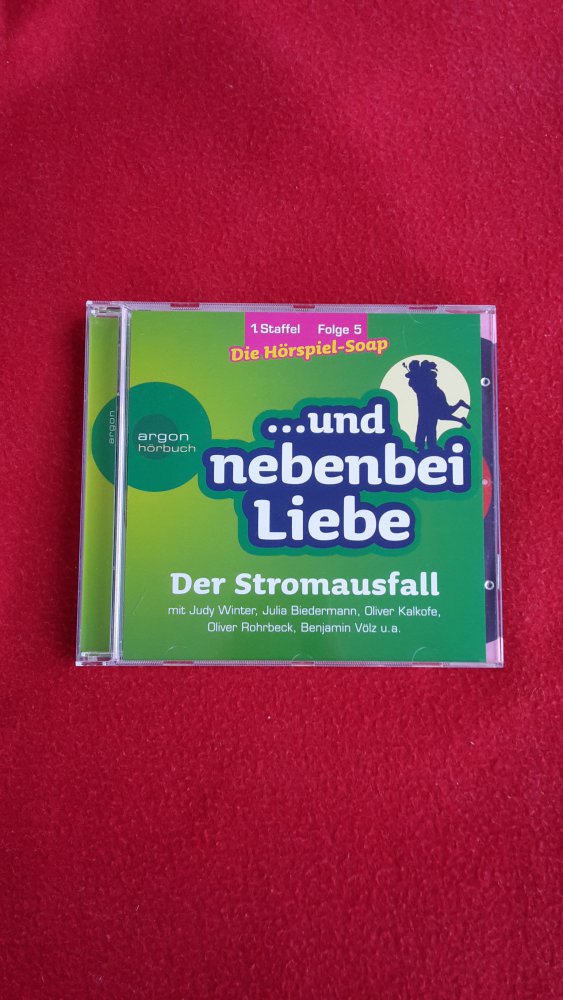 1. Staffel Folge 5
Die Hörspiel-Soap
argon
argon
hörbuch
...und
nebenbei
Liebe
Der Stromausfall
mit Judy Winter, Julia Biedermann, Oliver Kalkofe,
Oliver Rohrbeck, Benjamin Völz u.a.